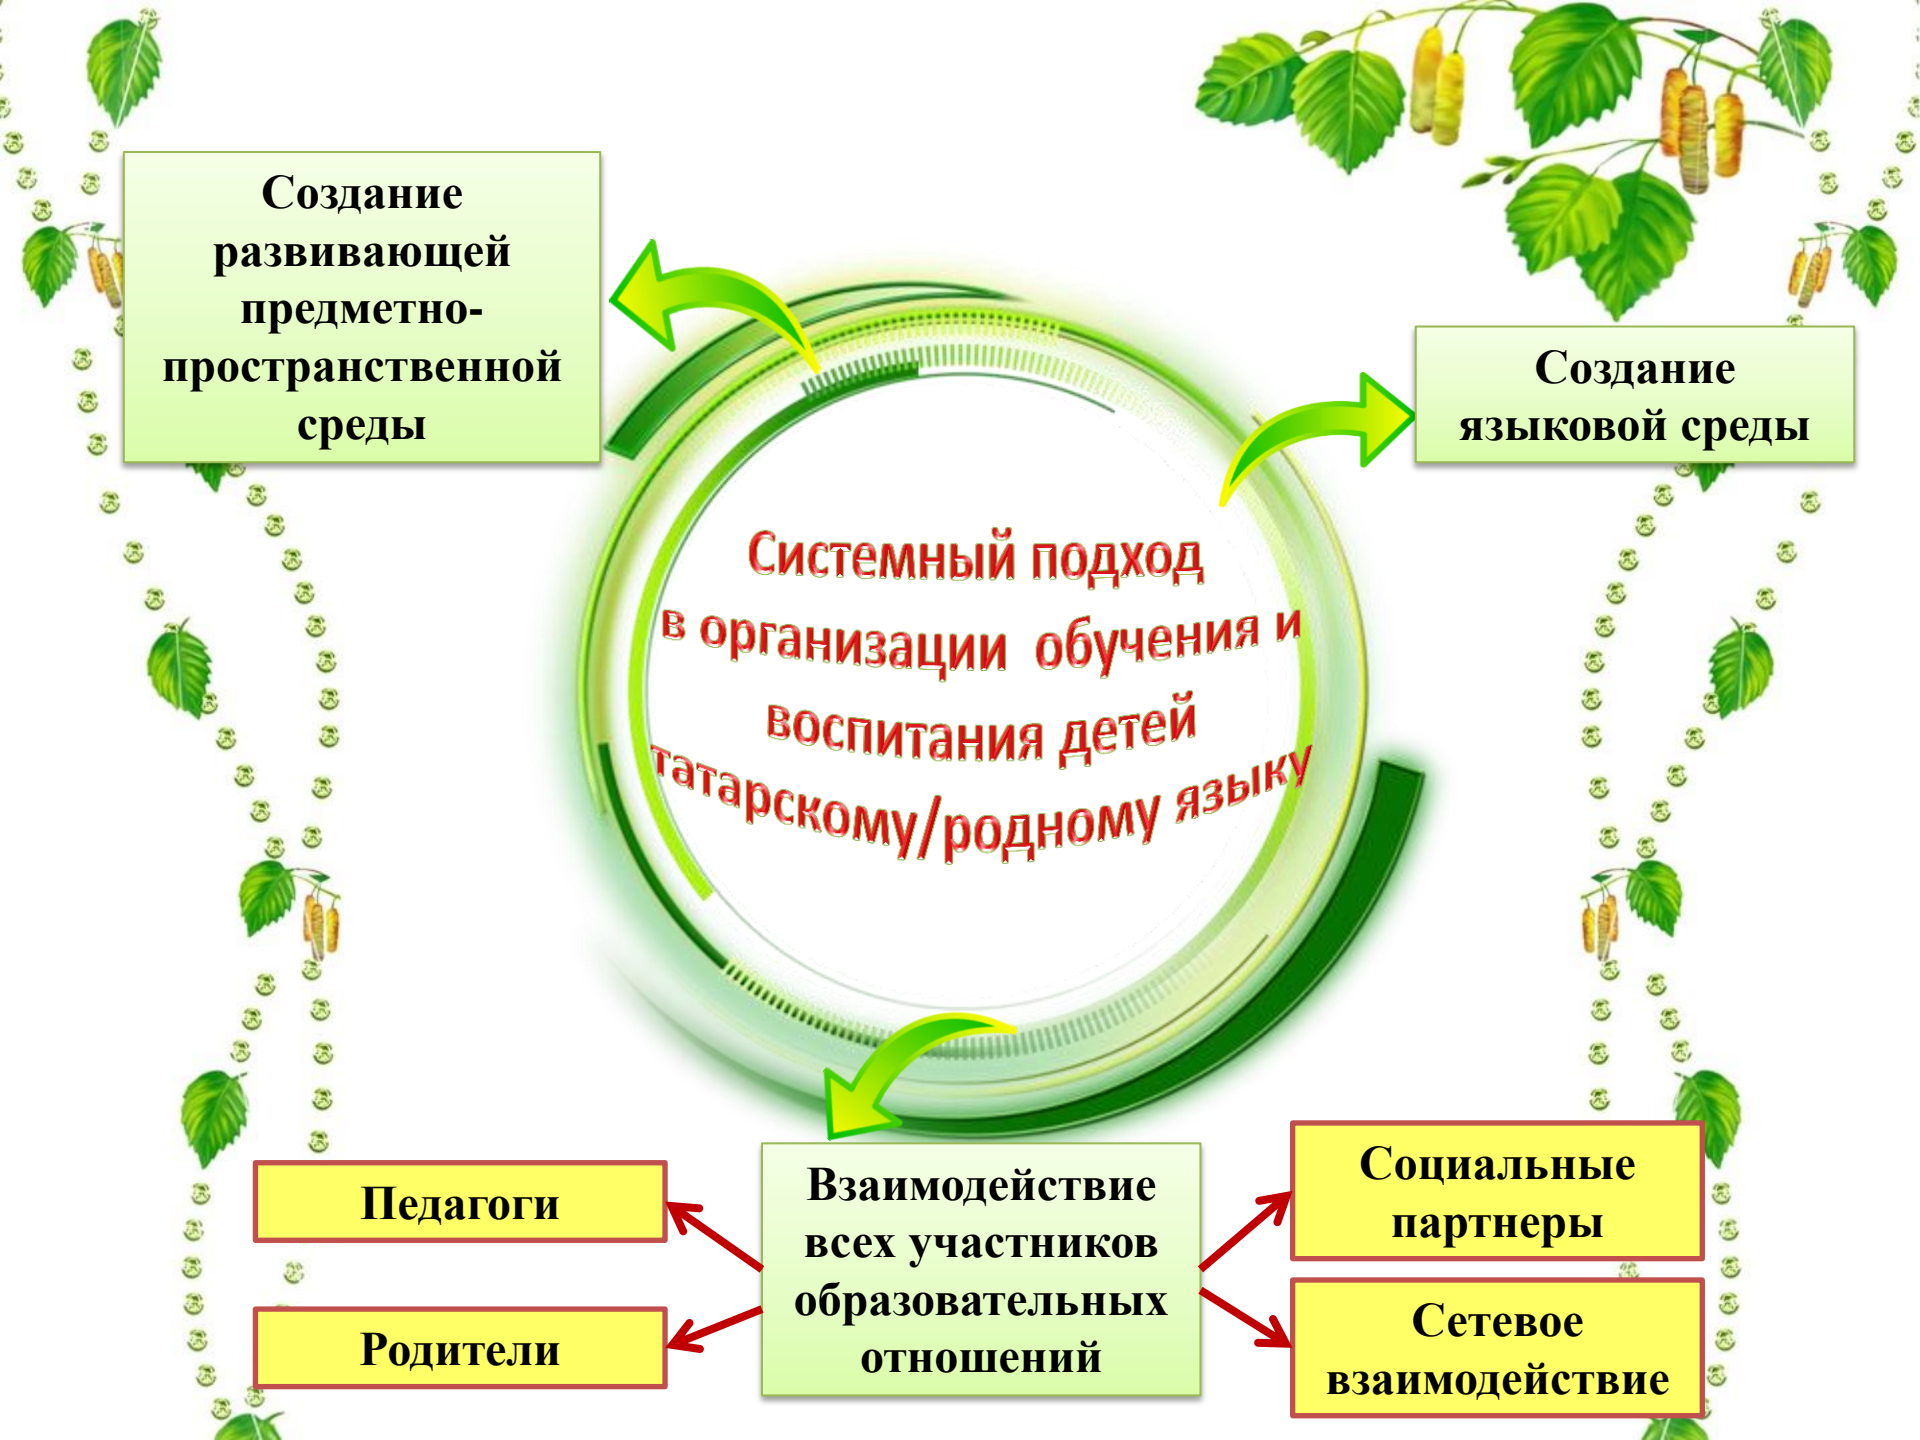 Создание
развивающей
предметно-
пространственной
среды
Создание
языковой среды
Системный подход
в организации обучения и
воспитания детей
татарскому/родному языку
Взаимодействие
всех участников
образовательных
отношений
Педагоги
Родители
Социальные
партнеры
Сетевое
взаимодействие